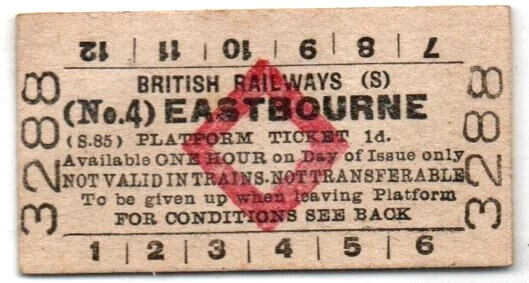 12 | 11 | 10 | 9 | 8 | 7
BRITISH RAILWAYS (S)
(No.4) EASTBOURNE
(S.85) PLATFORM TICKET 1d.
Available ONE HOUR on Day of Issue only
NOT VALID IN TRAINS. NOT TRANSFERABLE
To be given up when leaving Platform
FOR CONDITIONS SEE BACK
1 | 2 | 3 | 4 | 5 | 6
3288
3288